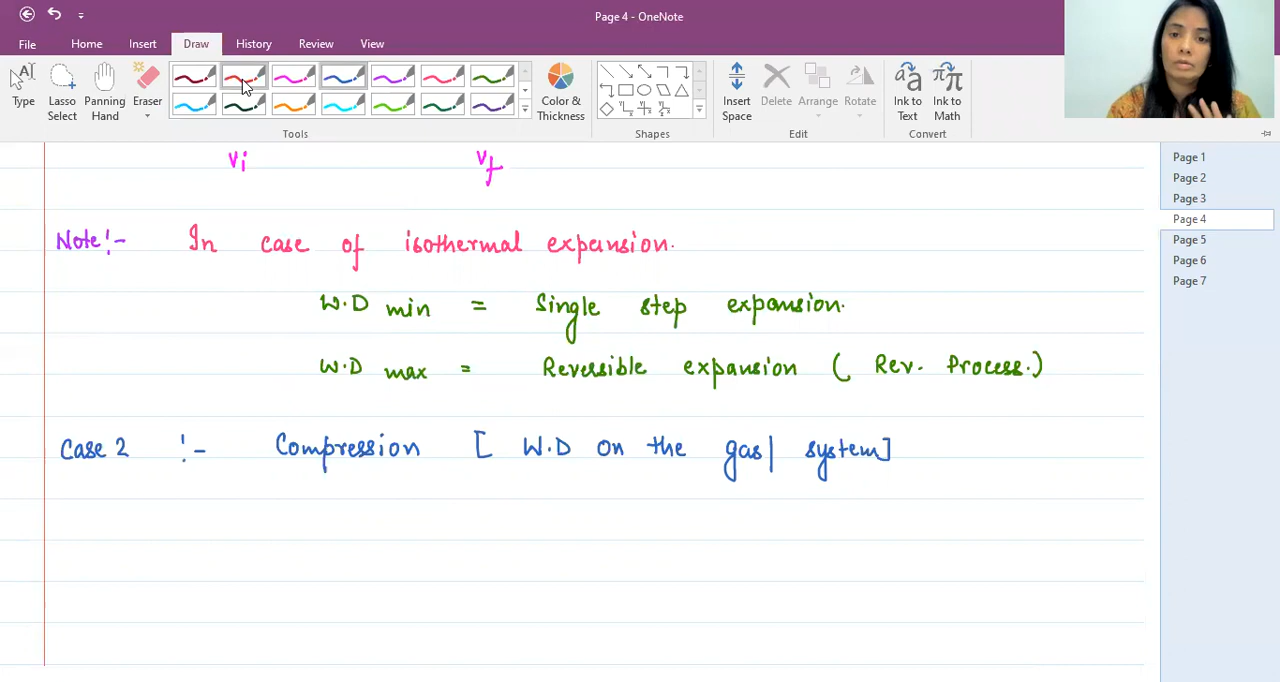 Page 4 - OneNote
File Home Insert Draw History Review View
Type Lasso Select Panning Hand Eraser Color & Thickness Insert Space Delete Arrange Rotate Ink to Text Ink to Math
Tools Shapes Edit Convert
Vi Vf
Note:- In case of isothermal expansion.
W.D min = Single step expansion.
W.D max = Reversible expansion ( Rev. Process.)
Case 2 :- Compression [ W.D on the gas| system]
Page 1
Page 2
Page 3
Page 4
Page 5
Page 6
Page 7